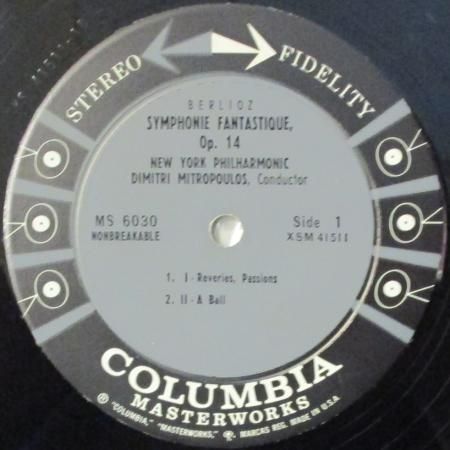 STEREO FIDELITY
BERLIOZ
SYMPHONIE FANTASTIQUE,
Op. 14
NEW YORK PHILHARMONIC
DIMITRI MITROPOULOS, Conductor
MS 6030
NONBREAKABLE
Side 1
XSM 41511
1. I - Reveries, Passions
2. II - A Ball
COLUMBIA
MASTERWORKS
® "COLUMBIA," "MASTERWORKS," MARCAS REG. MADE IN U.S.A.